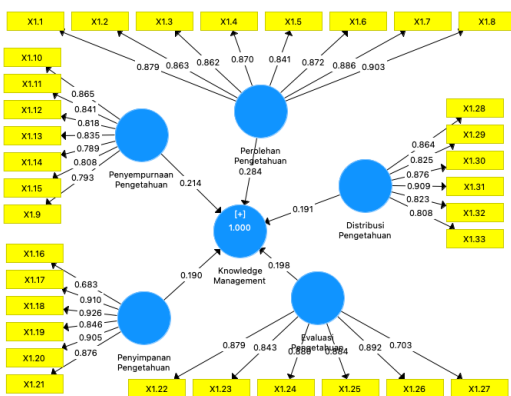 X1.1 X1.2 X1.3 X1.4 X1.5 X1.6 X1.7 X1.8
0.879 0.863 0.862 0.870 0.841 0.872 0.886 0.903
X1.10
X1.11
X1.12
X1.13
X1.14
X1.15
X1.9
0.865
0.841
0.818
0.835
0.789
0.808
0.793
Penyempurnaan
Pengetahuan
0.214
Perolehan
Pengetahuan
0.284
X1.28
X1.29
X1.30
X1.31
X1.32
X1.33
0.864
0.825
0.876
0.909
0.823
0.808
Distribusi
Pengetahuan
0.191
[+]
1.000
Knowledge
Management
X1.16
X1.17
X1.18
X1.19
X1.20
X1.21
0.683
0.910
0.926
0.846
0.905
0.876
Penyimpanan
Pengetahuan
0.190
0.198
Evaluasi
Pengetahuan
0.879 0.843 0.886 0.884 0.892 0.703
X1.22 X1.23 X1.24 X1.25 X1.26 X1.27